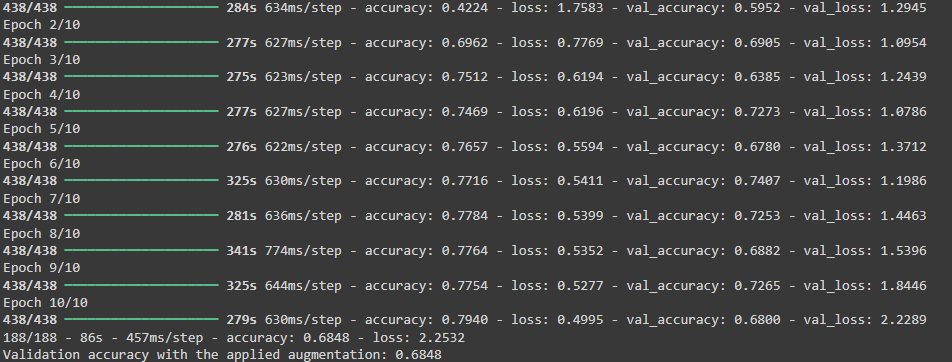 438/438 ━━━━━━━━━━━━━━━━━━━━ 284s 634ms/step - accuracy: 0.4224 - loss: 1.7583 - val_accuracy: 0.5952 - val_loss: 1.2945
Epoch 2/10
438/438 ━━━━━━━━━━━━━━━━━━━━ 277s 627ms/step - accuracy: 0.6962 - loss: 0.7769 - val_accuracy: 0.6905 - val_loss: 1.0954
Epoch 3/10
438/438 ━━━━━━━━━━━━━━━━━━━━ 275s 623ms/step - accuracy: 0.7512 - loss: 0.6194 - val_accuracy: 0.6385 - val_loss: 1.2439
Epoch 4/10
438/438 ━━━━━━━━━━━━━━━━━━━━ 277s 627ms/step - accuracy: 0.7469 - loss: 0.6196 - val_accuracy: 0.7273 - val_loss: 1.0786
Epoch 5/10
438/438 ━━━━━━━━━━━━━━━━━━━━ 276s 622ms/step - accuracy: 0.7657 - loss: 0.5594 - val_accuracy: 0.6780 - val_loss: 1.3712
Epoch 6/10
438/438 ━━━━━━━━━━━━━━━━━━━━ 325s 630ms/step - accuracy: 0.7716 - loss: 0.5411 - val_accuracy: 0.7407 - val_loss: 1.1986
Epoch 7/10
438/438 ━━━━━━━━━━━━━━━━━━━━ 281s 636ms/step - accuracy: 0.7784 - loss: 0.5399 - val_accuracy: 0.7253 - val_loss: 1.4463
Epoch 8/10
438/438 ━━━━━━━━━━━━━━━━━━━━ 341s 774ms/step - accuracy: 0.7764 - loss: 0.5352 - val_accuracy: 0.6882 - val_loss: 1.5396
Epoch 9/10
438/438 ━━━━━━━━━━━━━━━━━━━━ 325s 644ms/step - accuracy: 0.7754 - loss: 0.5277 - val_accuracy: 0.7265 - val_loss: 1.8446
Epoch 10/10
438/438 ━━━━━━━━━━━━━━━━━━━━ 279s 630ms/step - accuracy: 0.7940 - loss: 0.4995 - val_accuracy: 0.6800 - val_loss: 2.2289
188/188 - 86s - 457ms/step - accuracy: 0.6848 - loss: 2.2532
Validation accuracy with the applied augmentation: 0.6848